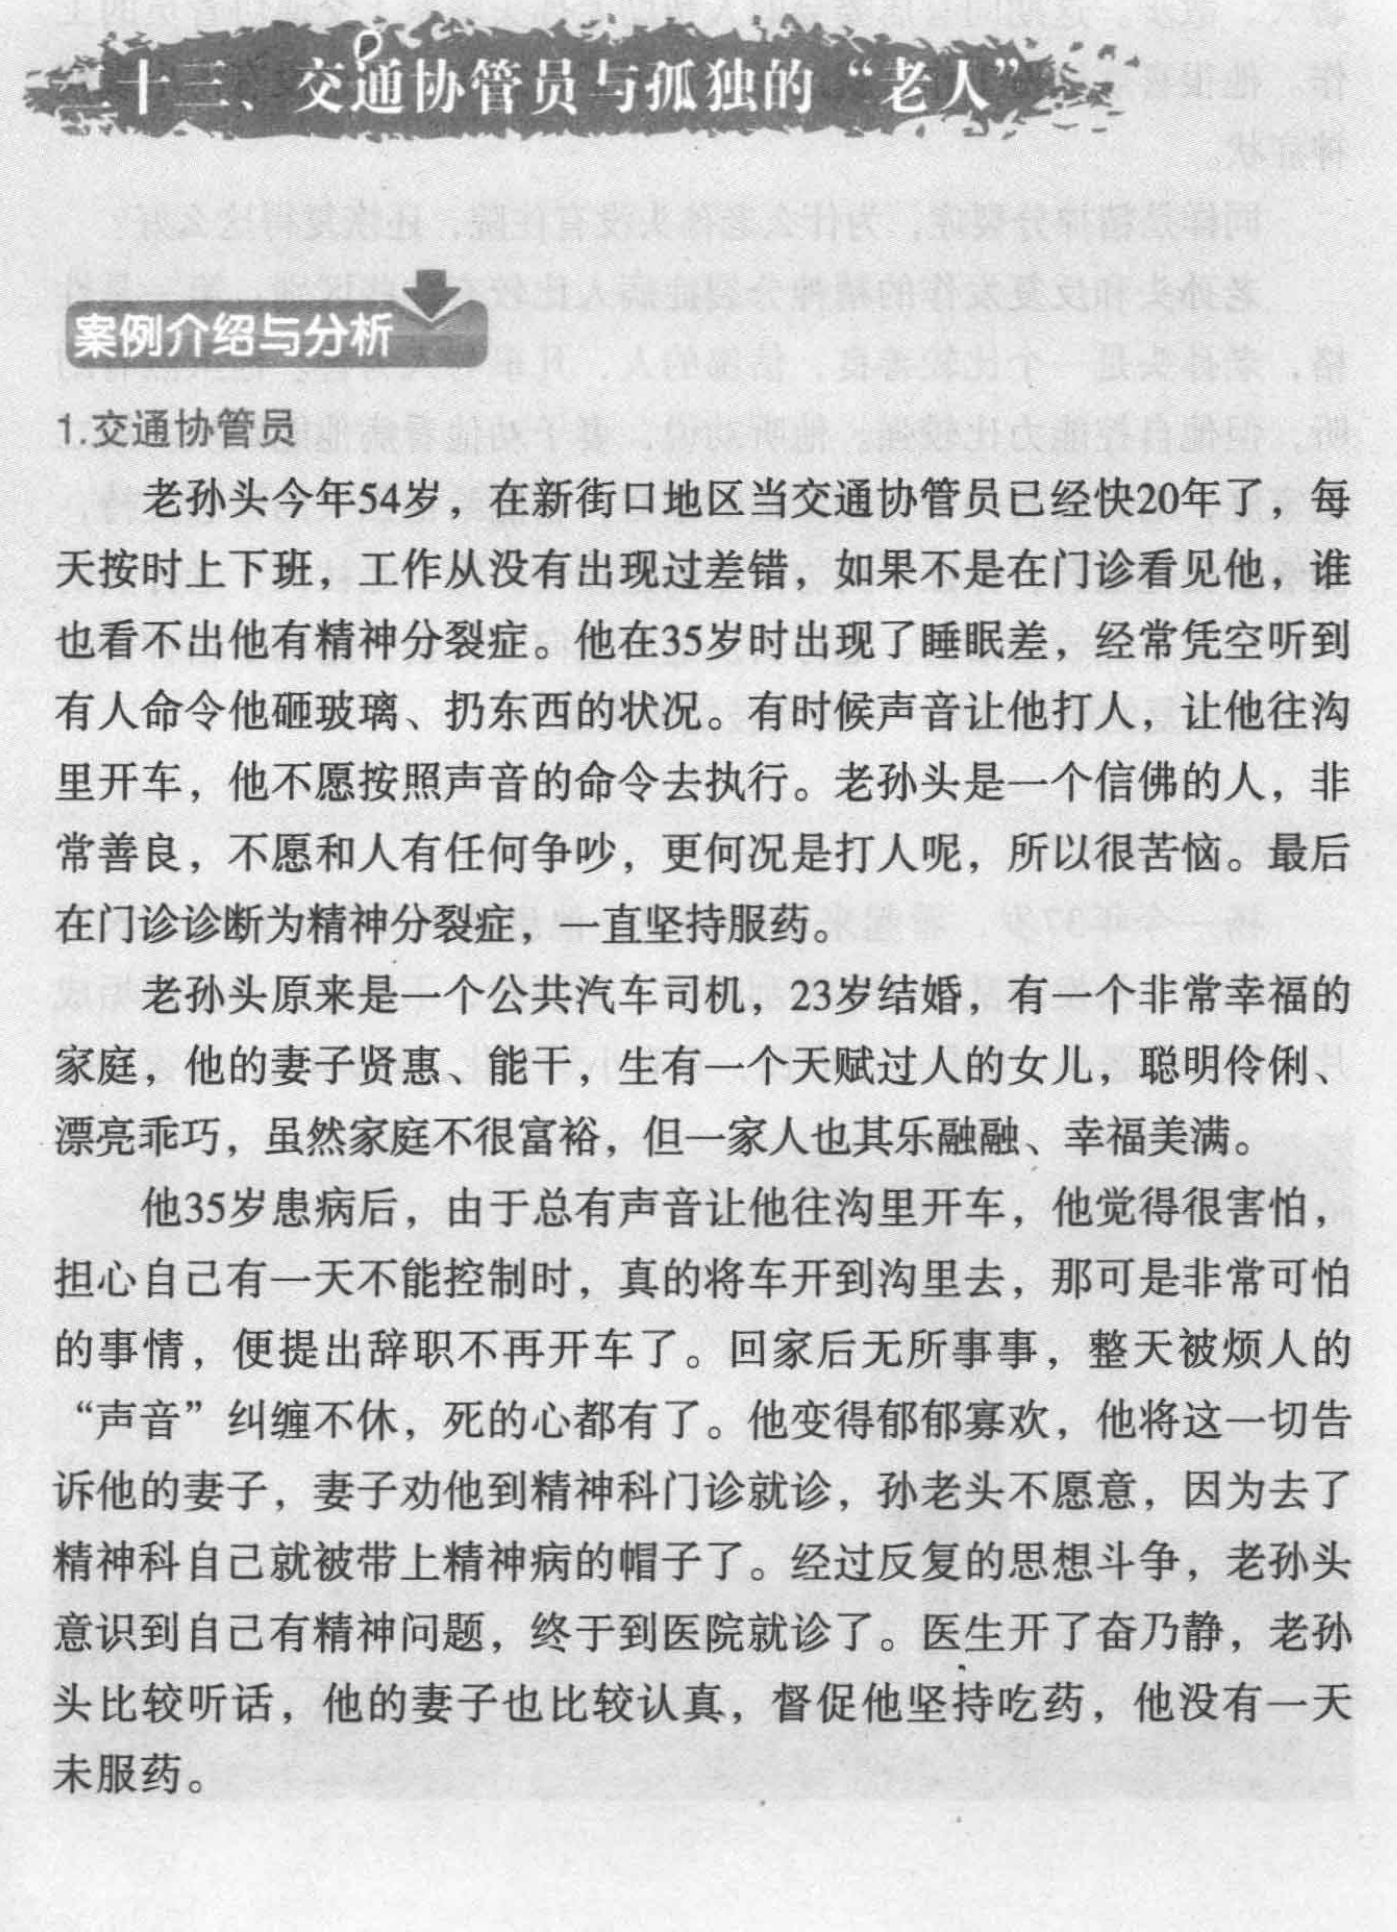 二十三、交通协管员与孤独的“老人”
案例介绍与分析
1.交通协管员
老孙头今年54岁，在新街口地区当交通协管员已经快20年了，每
天按时上下班，工作从没有出现过差错，如果不是在门诊看见他，谁
也看不出他有精神分裂症。他在35岁时出现了睡眠差，经常凭空听到
有人命令他砸玻璃、扔东西的状况。有时候声音让他打人，让他往沟
里开车，他不愿按照声音的命令去执行。老孙头是一个信佛的人，非
常善良，不愿和人有任何争吵，更何况是打人呢，所以很苦恼。最后
在门诊诊断为精神分裂症，一直坚持服药。
老孙头原来是一个公共汽车司机，23岁结婚，有一个非常幸福的
家庭，他的妻子贤惠、能干，生有一个天赋过人的女儿，聪明伶俐、
漂亮乖巧，虽然家庭不很富裕，但一家人也其乐融融、幸福美满。
他35岁患病后，由于总有声音让他往沟里开车，他觉得很害怕，
担心自己有一天不能控制时，真的将车开到沟里去，那可是非常可怕
的事情，便提出辞职不再开车了。回家后无所事事，整天被烦人的
“声音”纠缠不休，死的心都有了。他变得郁郁寡欢，他将这一切告
诉他的妻子，妻子劝他到精神科门诊就诊，孙老头不愿意，因为去了
精神科自己就被带上精神病的帽子了。经过反复的思想斗争，老孙头
意识到自己有精神问题，终于到医院就诊了。医生开了奋乃静，老孙
头比较听话，他的妻子也比较认真，督促他坚持吃药，他没有一天
未服药。